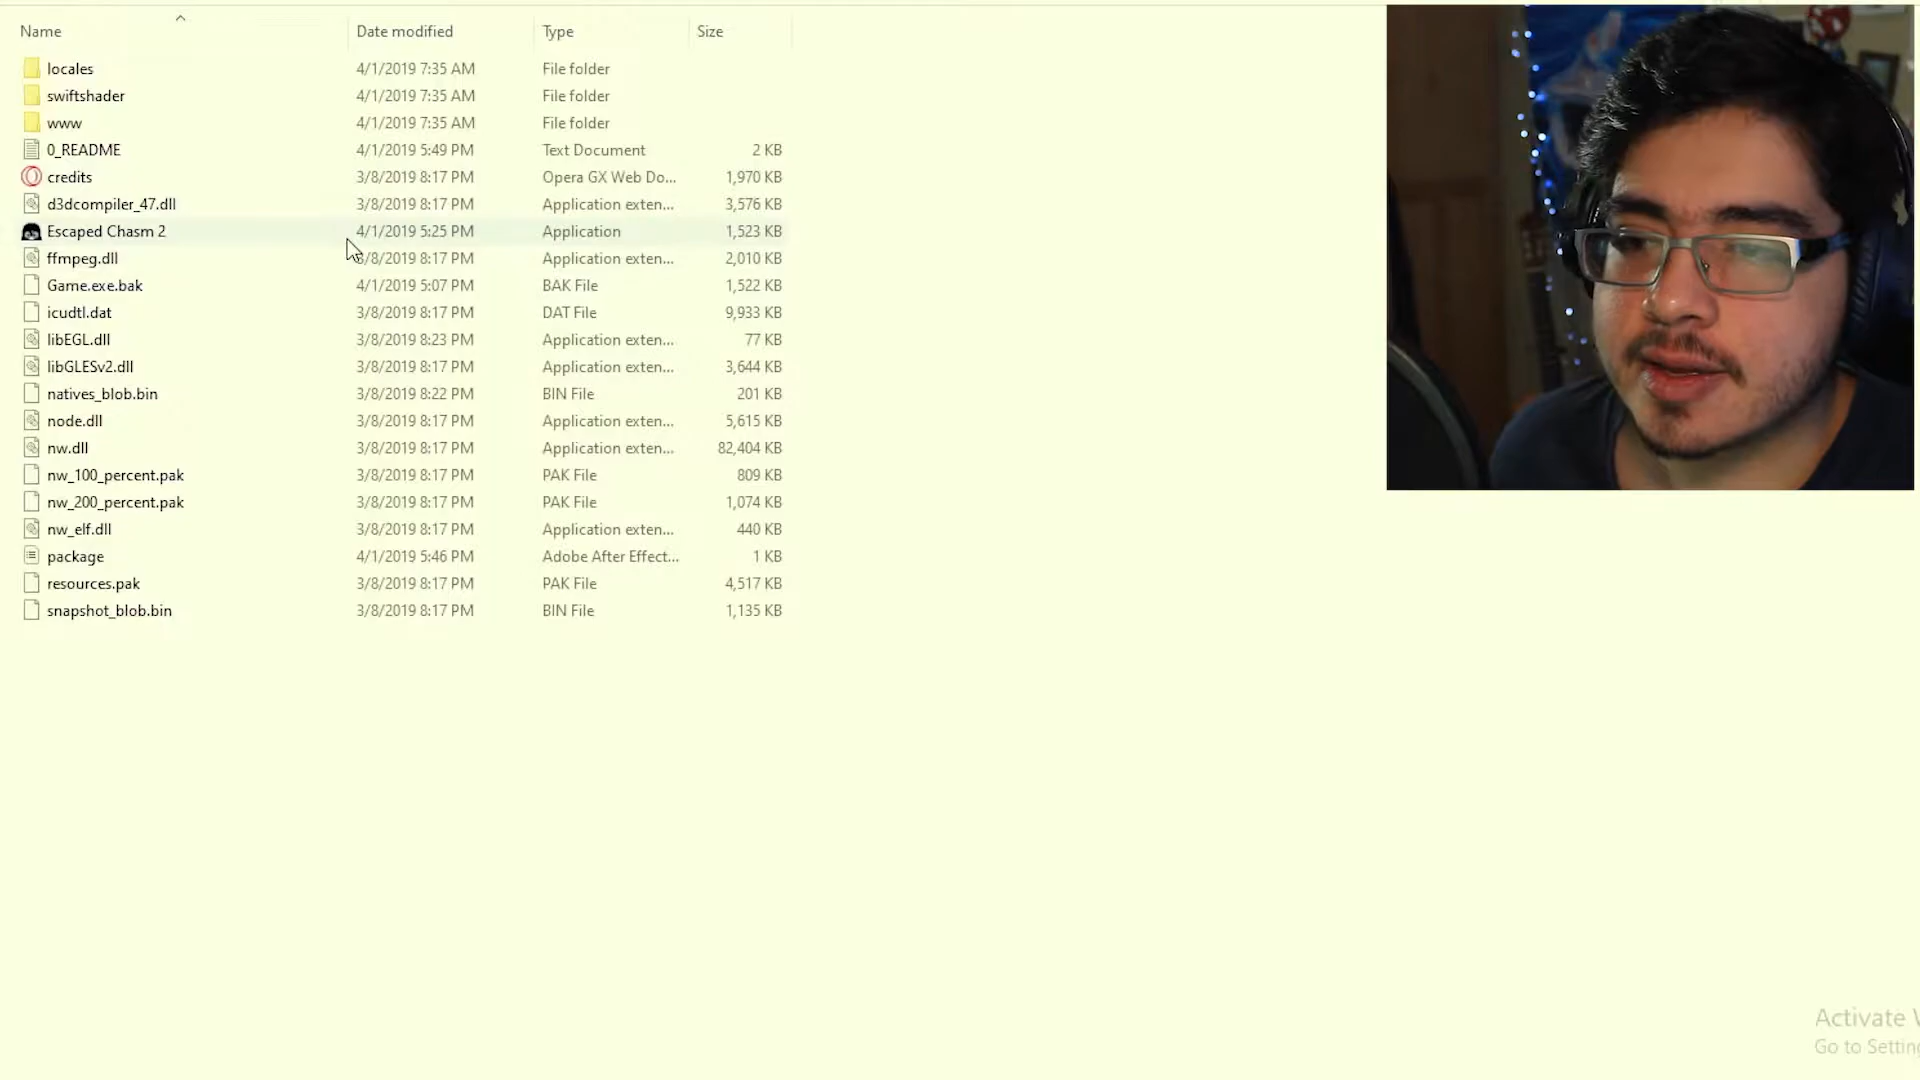 Name Date modified Type Size
locales 4/1/2019 7:35 AM File folder
swiftshader 4/1/2019 7:35 AM File folder
www 4/1/2019 7:35 AM File folder
0_README 4/1/2019 5:49 PM Text Document 2 KB
credits 3/8/2019 8:17 PM Opera GX Web Do... 1,970 KB
d3dcompiler_47.dll 3/8/2019 8:17 PM Application exten... 3,576 KB
Escaped Chasm 2 4/1/2019 5:25 PM Application 1,523 KB
ffmpeg.dll 3/8/2019 8:17 PM Application exten... 2,010 KB
Game.exe.bak 4/1/2019 5:07 PM BAK File 1,522 KB
icudtl.dat 3/8/2019 8:17 PM DAT File 9,933 KB
libEGL.dll 3/8/2019 8:23 PM Application exten... 77 KB
libGLESv2.dll 3/8/2019 8:17 PM Application exten... 3,644 KB
natives_blob.bin 3/8/2019 8:22 PM BIN File 201 KB
node.dll 3/8/2019 8:17 PM Application exten... 5,615 KB
nw.dll 3/8/2019 8:17 PM Application exten... 82,404 KB
nw_100_percent.pak 3/8/2019 8:17 PM PAK File 809 KB
nw_200_percent.pak 3/8/2019 8:17 PM PAK File 1,074 KB
nw_elf.dll 3/8/2019 8:17 PM Application exten... 440 KB
package 4/1/2019 5:46 PM Adobe After Effect... 1 KB
resources.pak 3/8/2019 8:17 PM PAK File 4,517 KB
snapshot_blob.bin 3/8/2019 8:17 PM BIN File 1,135 KB
Activate
Go to Settin